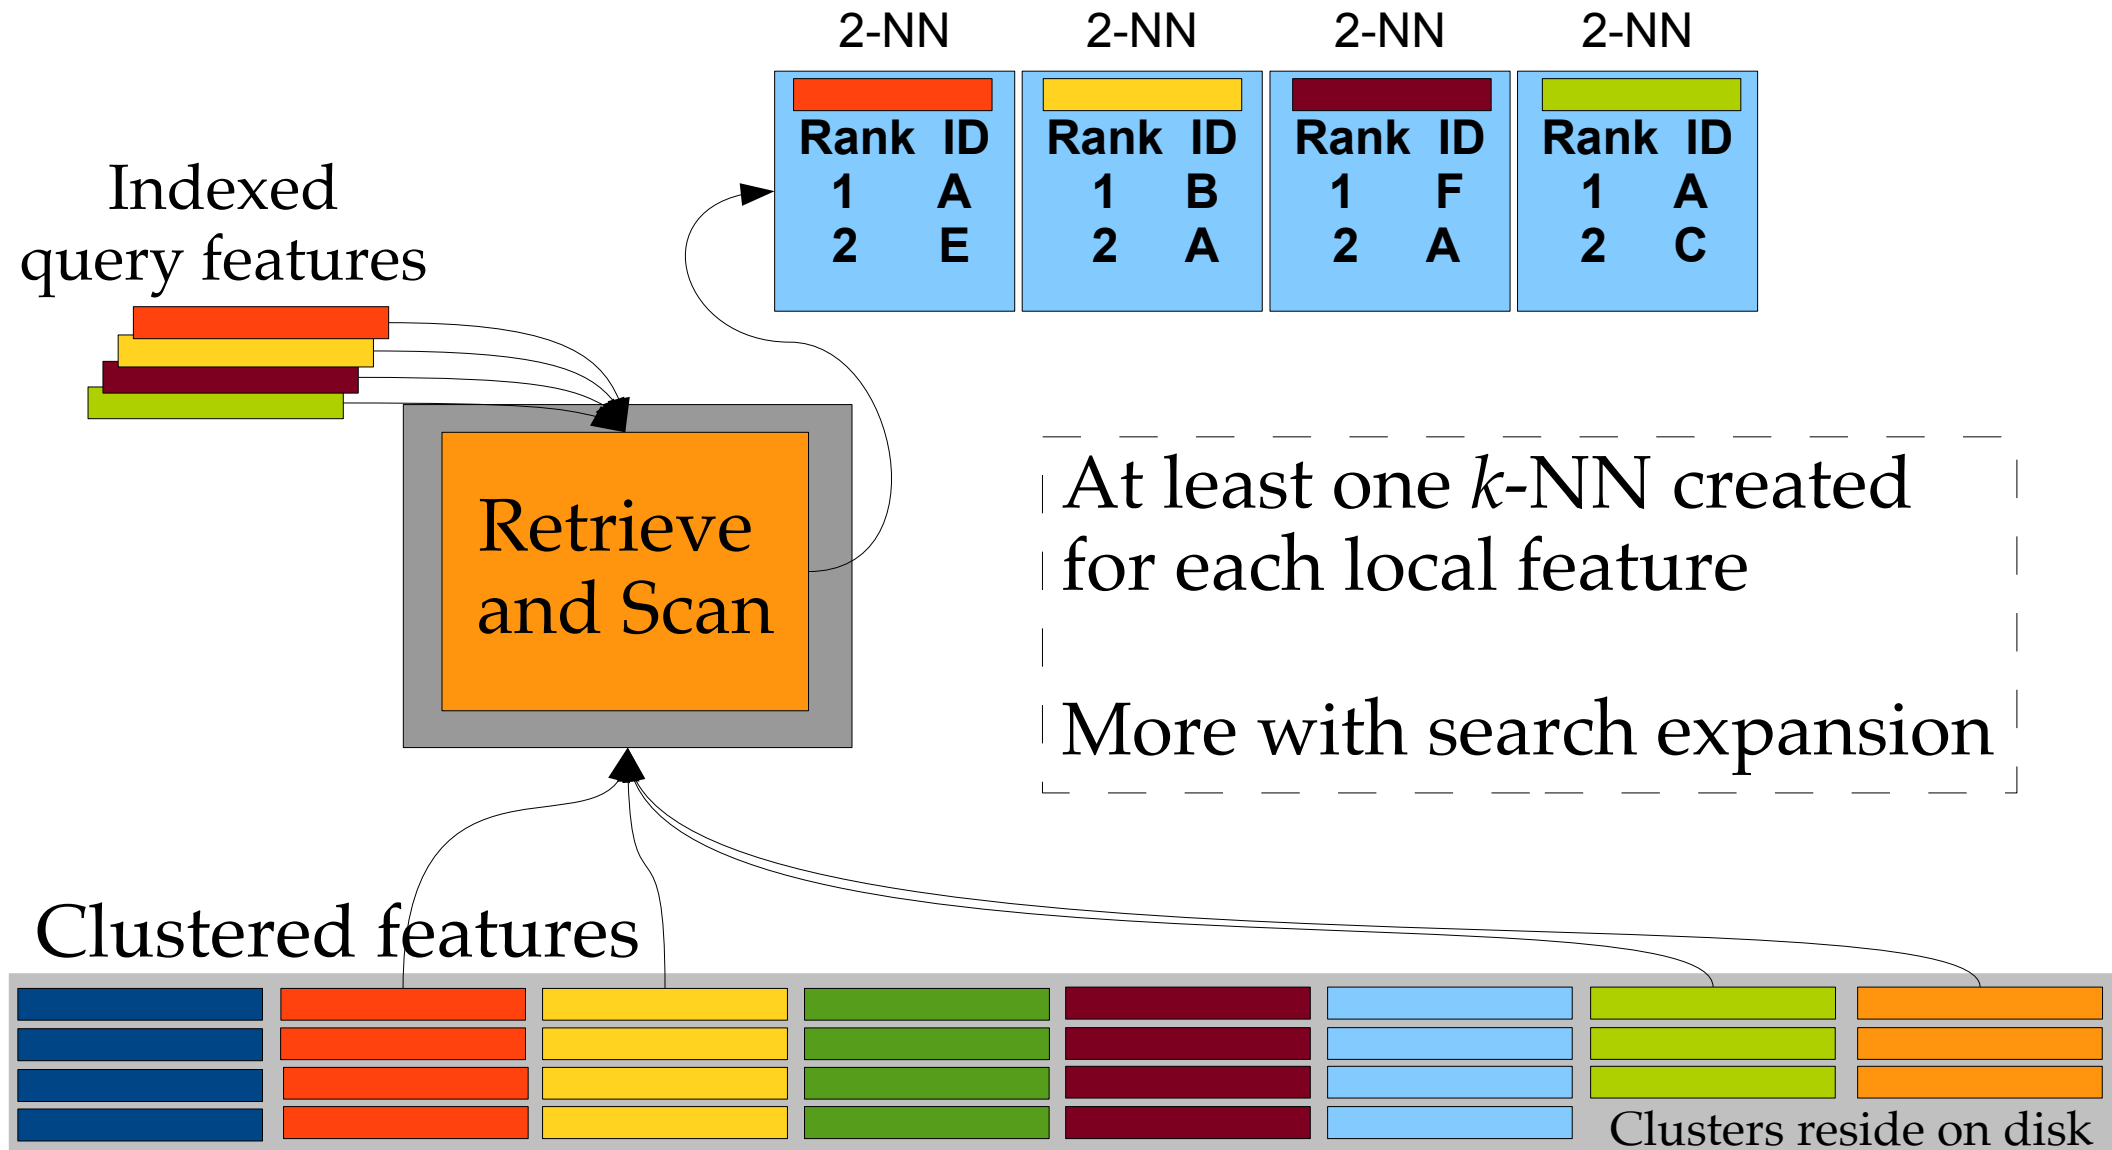 2-NN 2-NN 2-NN 2-NN
Rank ID Rank ID Rank ID Rank ID
1 A 1 B 1 F 1 A
2 E 2 A 2 A 2 C
Indexed
query features
Retrieve
and Scan
At least one k-NN created
for each local feature
More with search expansion
Clustered features
Clusters reside on disk